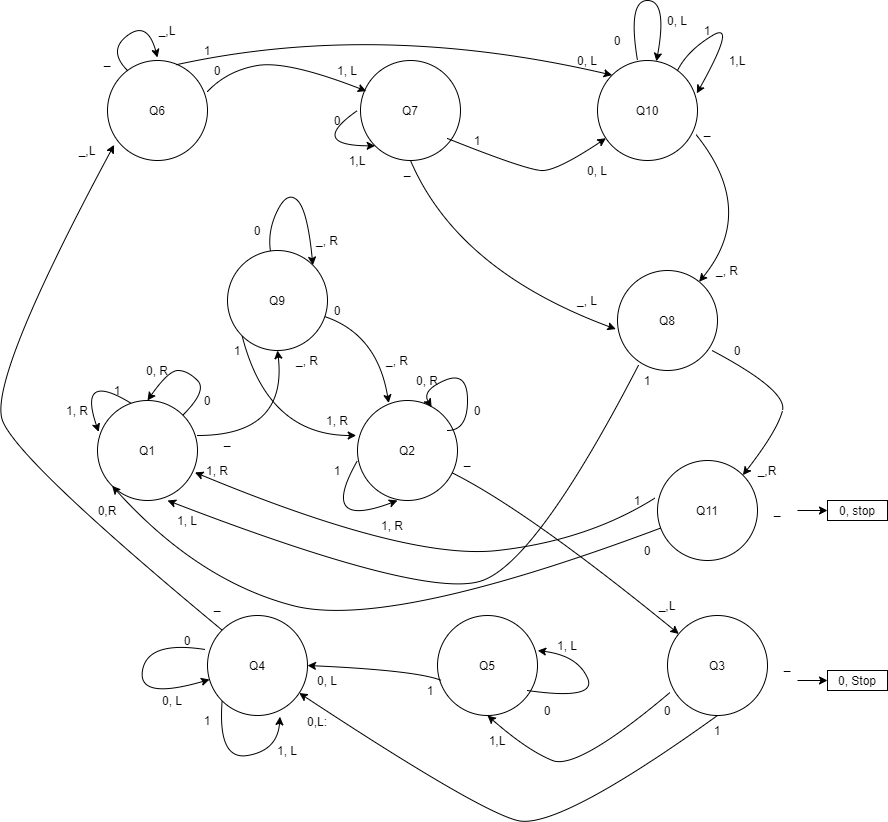 _,L
0, L
1
1
0
0
_
1, L
0, L
1,L
Q6
Q7
Q10
0
1
_
_,L
1,L
_
0, L
0
_, R
_, R
Q9
_, L
Q8
0
1
_, R
_, R
0
0, R
0, R
1
1
0
0
1, R
1, R
_
Q1
Q2
_
1, R
1
_,R
1
0,R
1, L
1, R
Q11
_
0, stop
0
_
_,L
0
1, L
Q4
Q5
Q3
_
0, L
1
0, Stop
0, L
0
0
1
0,L:
1,L
1
1, L